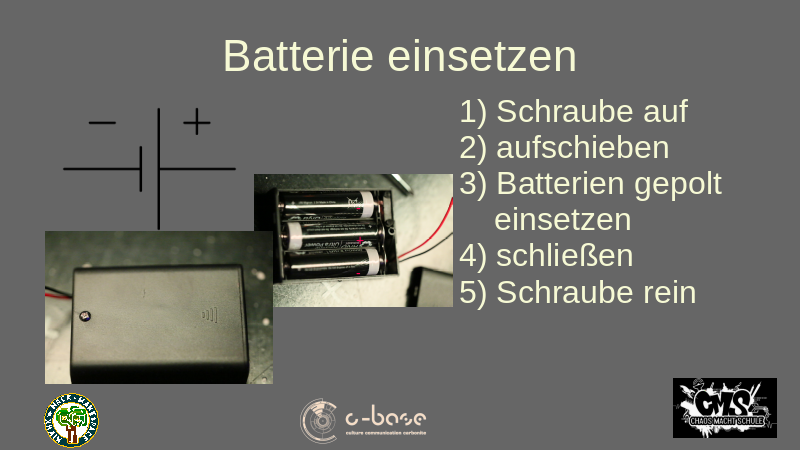 Batterie einsetzen
− +
1) Schraube auf
2) aufschieben
3) Batterien gepolt
einsetzen
4) schließen
5) Schraube rein
c-base
culture communication carbonite
CMS
CHAOS MACHT SCHULE